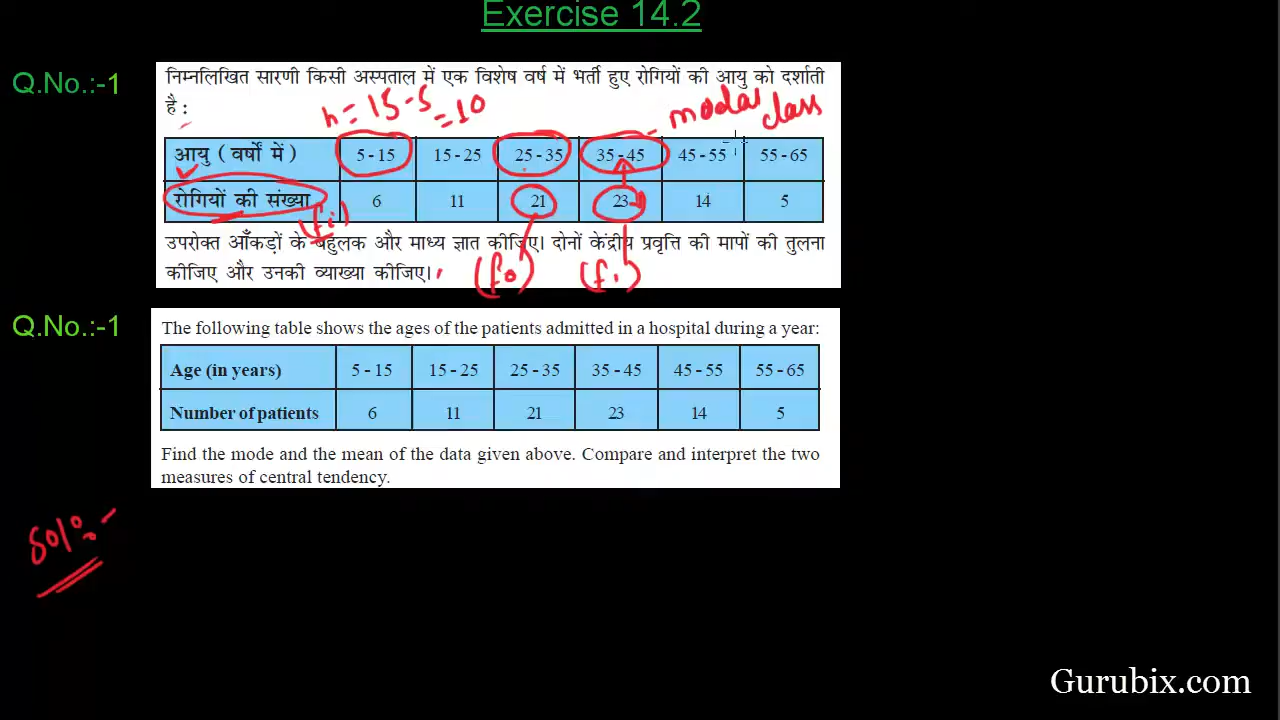 Exercise 14.2
Q.No.:-1
निम्नलिखित सारणी किसी अस्पताल में एक विशेष वर्ष में भर्ती हुए रोगियों की आयु को दर्शाती
है :
h = 15 - 5
= 10
modal class
आयु (वर्षों में) 5 - 15 15 - 25 25 - 35 35 - 45 45 - 55 55 - 65
रोगियों की संख्या 6 11 21 23 14 5
(fi)
उपरोक्त आँकड़ों के बहुलक और माध्य ज्ञात कीजिए। दोनों केंद्रीय प्रवृत्ति की मापों की तुलना
कीजिए और उनकी व्याख्या कीजिए।
(f0) (f1)
Q.No.:-1
The following table shows the ages of the patients admitted in a hospital during a year:
Age (in years) 5 - 15 15 - 25 25 - 35 35 - 45 45 - 55 55 - 65
Number of patients 6 11 21 23 14 5
Find the mode and the mean of the data given above. Compare and interpret the two
measures of central tendency.
Gurubix.com